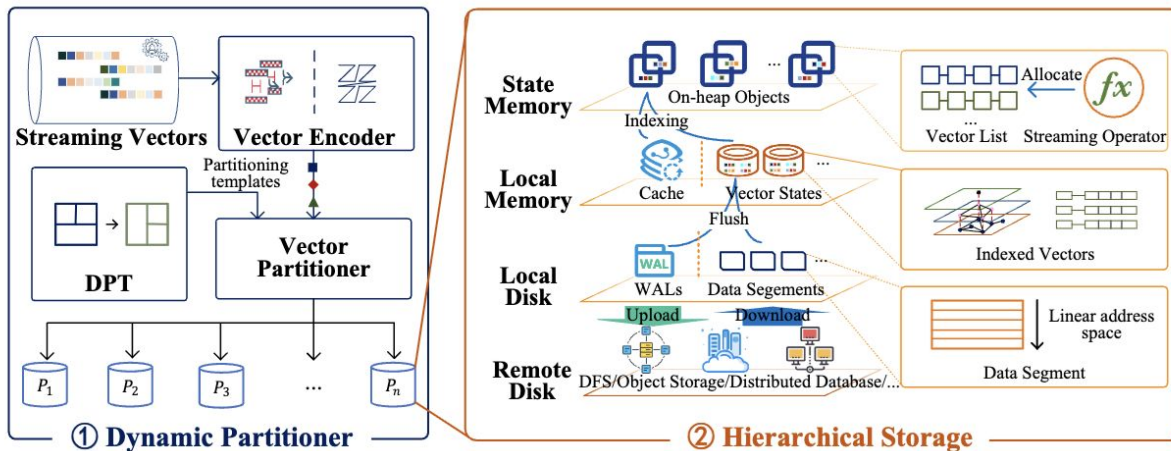 Streaming Vectors
Vector Encoder
Partitioning
templates
DPT
Vector
Partitioner
P1
P2
P3
...
Pn
① Dynamic Partitioner
State
Memory
...
On-heap Objects
Indexing
Local
Memory
Cache
Vector States
...
Flush
Local
Disk
WAL
WALs
Data Segements
...
Upload
Download
Remote
Disk
DFS/Object Storage/Distributed Database/...
Allocate
fx
...
Vector List
Streaming Operator
Indexed Vectors
Linear address
space
Data Segment
② Hierarchical Storage